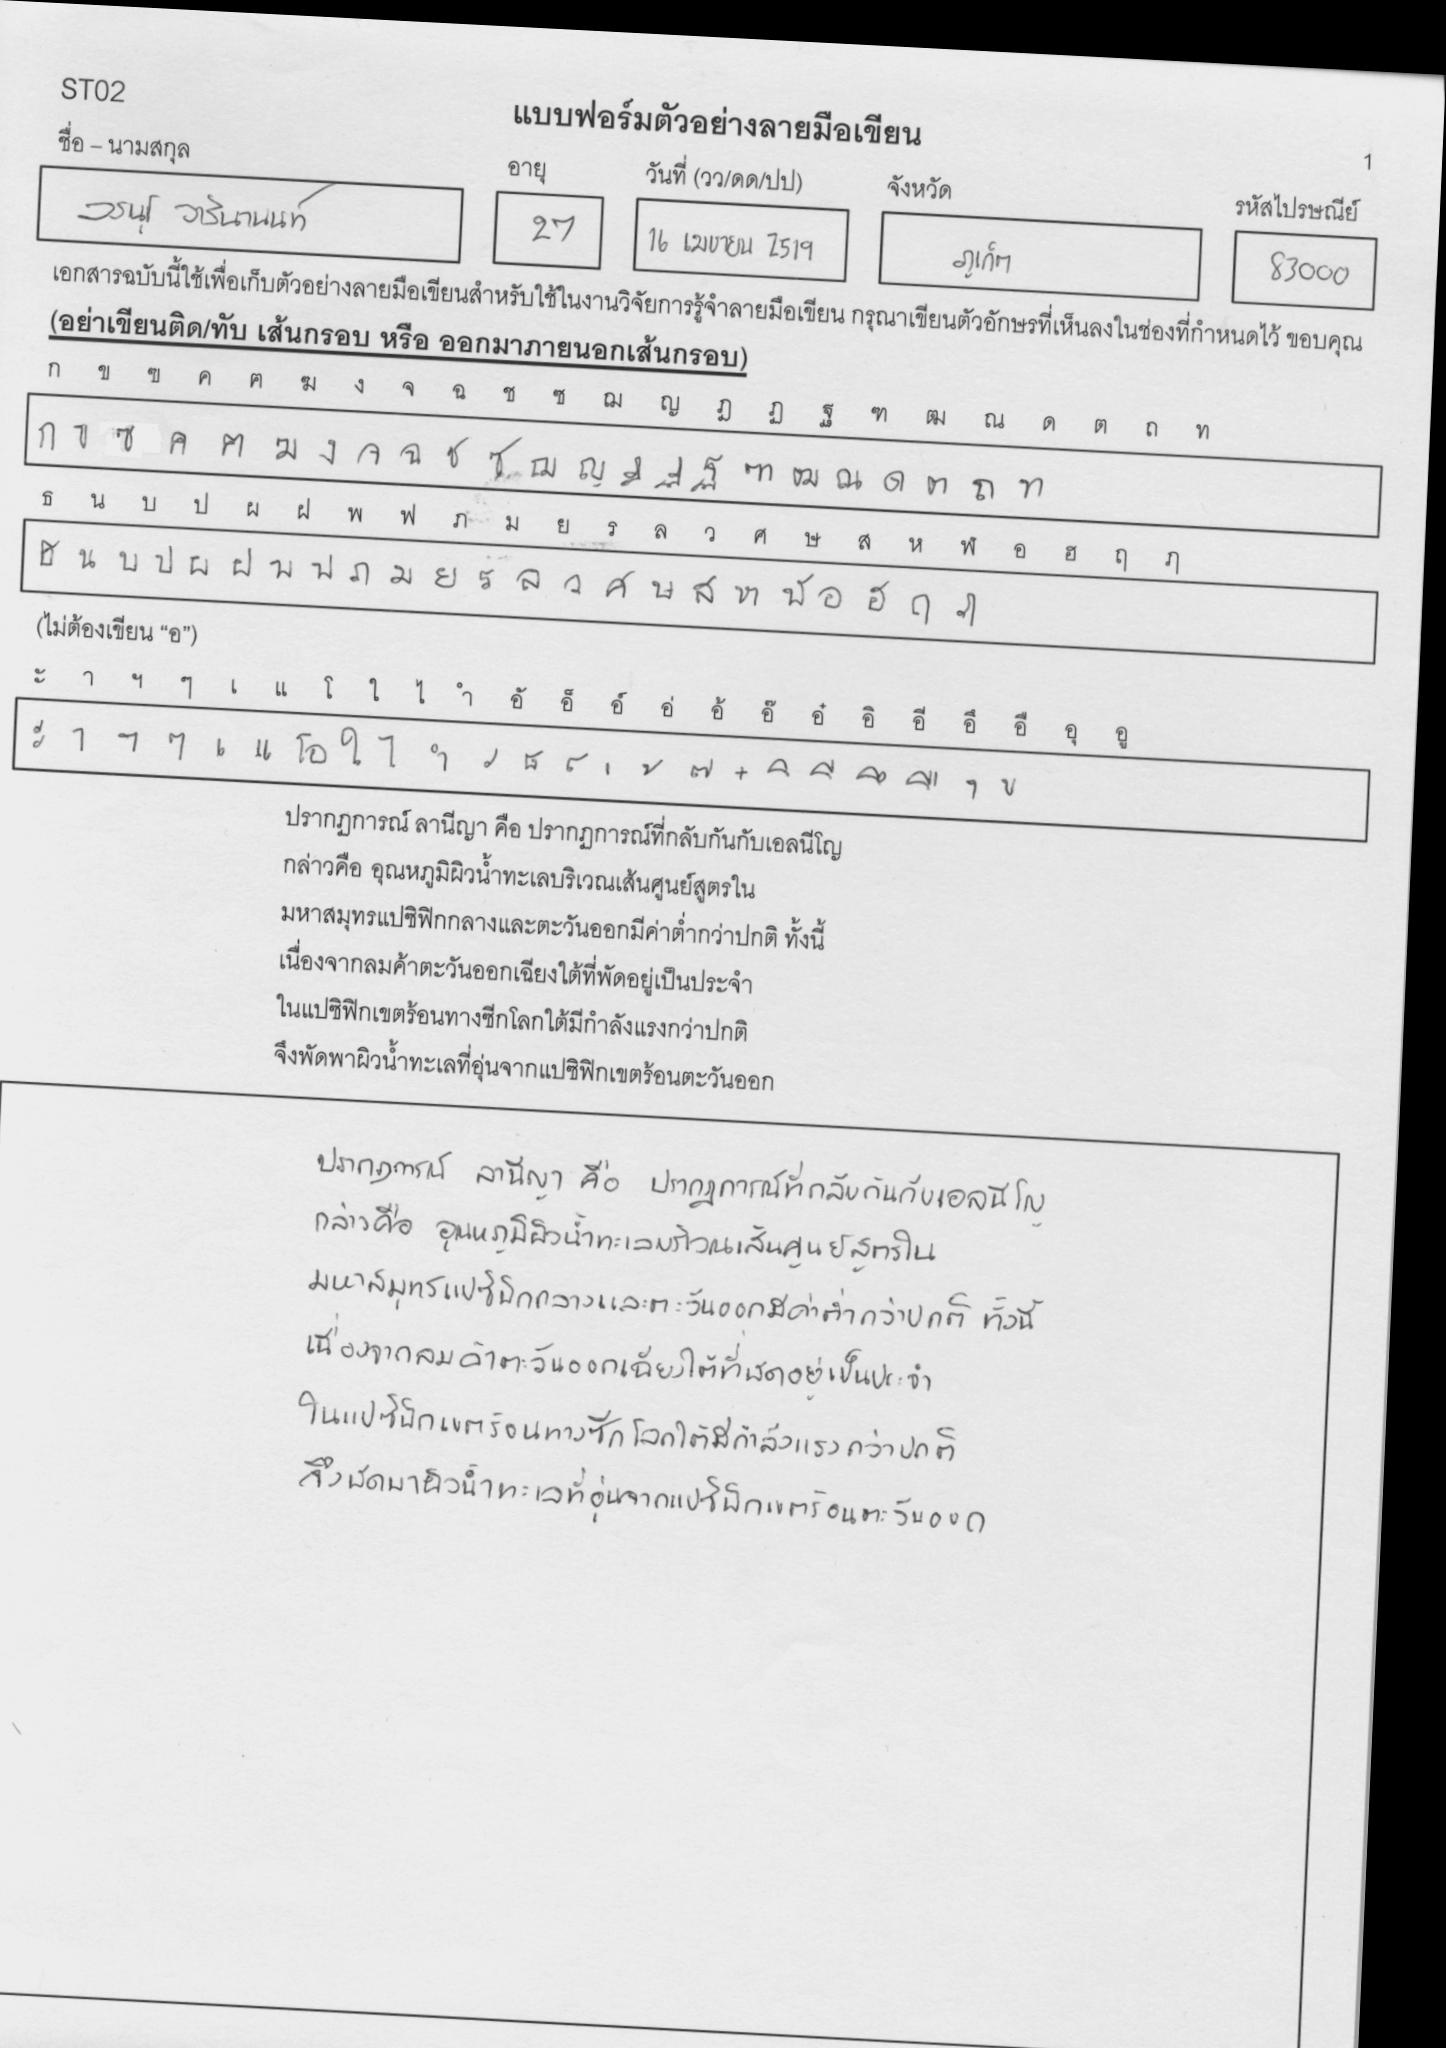 ST02
แบบฟอร์มตัวอย่างลายมือเขียน
1
ชื่อ – นามสกุล
อายุ
วันที่ (วว/ดด/ปป)
จังหวัด
รหัสไปรษณีย์
27
16 เมษายน 2519
ภูเก็ต
83000
เอกสารฉบับนี้ใช้เพื่อเก็บตัวอย่างลายมือเขียนสำหรับใช้ในงานวิจัยการรู้จำลายมือเขียน กรุณาเขียนตัวอักษรที่เห็นลงในช่องที่กำหนดไว้ ขอบคุณ
(อย่าเขียนติด/ทับ เส้นกรอบ หรือ ออกมาภายนอกเส้นกรอบ)
ก ข ฃ ค ฅ ฆ ง จ ฉ ช ซ ฌ ญ ฎ ฏ ฐ ฑ ฒ ณ ด ต ถ ท
ก ข ฃ ค ฅ ฆ ง จ ฉ ช ซ ฌ ญ ฎ ฏ ฐ ฑ ฒ ณ ด ต ถ ท
ธ น บ ป ผ ฝ พ ฟ ภ ม ย ร ล ว ศ ษ ส ห ฬ อ ฮ ฤ ฦ
ธ น บ ป ผ ฝ พ ฟ ภ ม ย ร ล ว ศ ษ ส ห ฬ อ ฮ ฤ ฦ
(ไม่ต้องเขียน “อ”)
ะ า ฯ ๆ เ แ โ ใ ไ ำ อั อ็ อ์ อ่ อ้ อ๊ อ๋ อิ อี อึ อื อุ อู
ะ า ฯ ๆ เ แ โอ ใ ไ ำ ั ็ ์ ่ ้ ๊ ๋ ิ ี ึ ื ุ ู
ปรากฏการณ์ ลานีญา คือ ปรากฏการณ์ที่กลับกันกับเอลนีโญ
กล่าวคือ อุณหภูมิผิวน้ำทะเลบริเวณเส้นศูนย์สูตรใน
มหาสมุทรแปซิฟิกกลางและตะวันออกมีค่าต่ำกว่าปกติ ทั้งนี้
เนื่องจากลมค้าตะวันออกเฉียงใต้ที่พัดอยู่เป็นประจำ
ในแปซิฟิกเขตร้อนทางซีกโลกใต้มีกำลังแรงกว่าปกติ
จึงพัดพาผิวน้ำทะเลที่อุ่นจากแปซิฟิกเขตร้อนตะวันออก
ปรากฏการณ์ ลานีญา คือ ปรากฏการณ์ที่กลับกันกับเอลนีโญ
กล่าวคือ อุณหภูมิผิวน้ำทะเลบริเวณเส้นศูนย์สูตรใน
มหาสมุทรแปซิฟิกกลางและตะวันออกมีค่าต่ำกว่าปกติ ทั้งนี้
เนื่องจากลมค้าตะวันออกเฉียงใต้ที่พัดอยู่เป็นประจำ
ในแปซิฟิกเขตร้อนทางซีกโลกใต้มีกำลังแรงกว่าปกติ
จึงพัดพาผิวน้ำทะเลที่อุ่นจากแปซิฟิกเขตร้อนตะวันออก